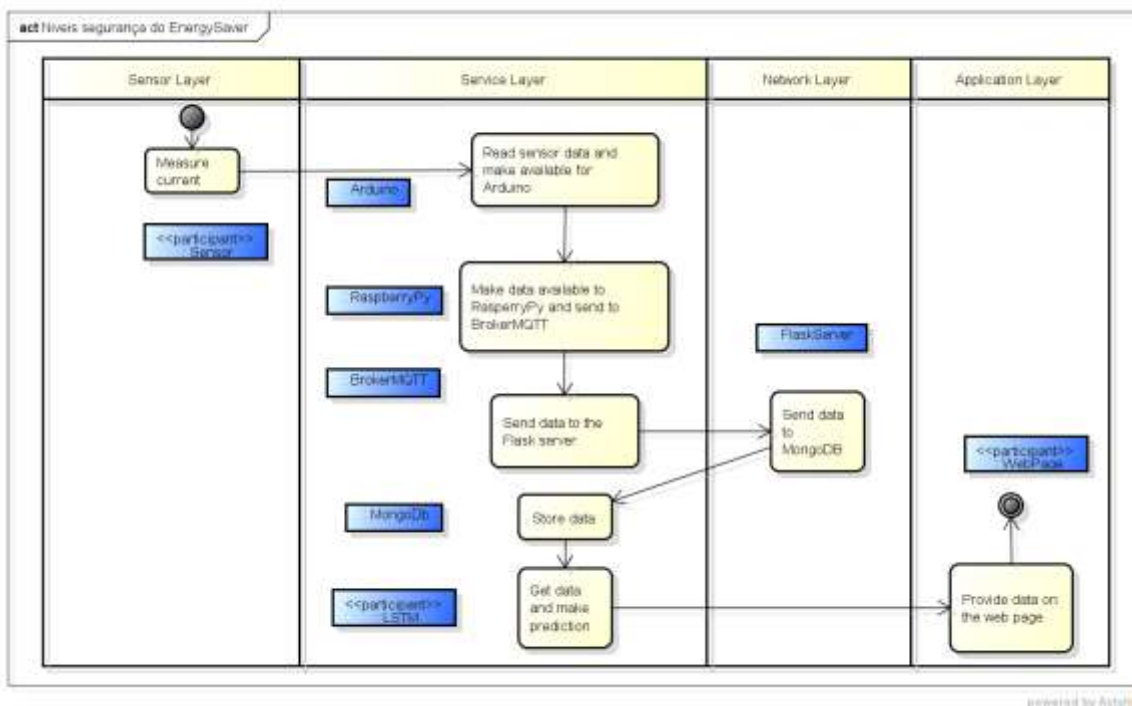 act Niveis segurança do EnergySaver
Sensor Layer
Service Layer
Network Layer
Application Layer
Measure
current
Read sensor data and
make available for
Arduino
Arduino
<<participant>>
: Sensor
Make data available to
RasperryPy and send to
BrokerMQTT
RaspberryPy
FlaskServer
BrokerMQTT
Send data to the
Flask server
Send data
to
MongoDB
<<participant>>
: WebPage
MongoDb
Store data
<<participant>>
: LSTM
Get data
and make
prediction
Provide data on
the web page
powered by Astah